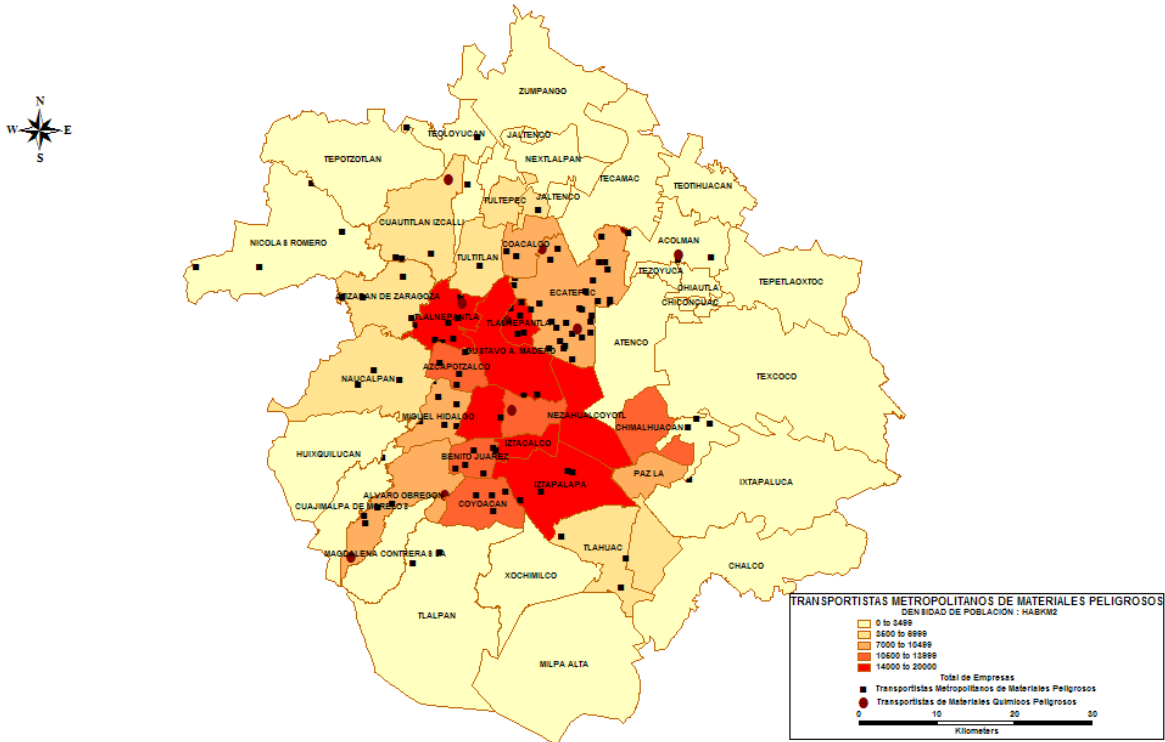 ZUMPANGO
N
W E
S
TEOLOYUCAN
JALTENCO
NEXTLALPAN
TEPOTZOTLAN
TECAMAC
TEOTIHUACAN
TULTEPEC
JALTENCO
CUAUTITLAN IZCALLI
NICOLAS ROMERO
COACALCO
ACOLMAN
TULTITLAN
TEZOYUCA
TEPETLAOXTOC
CHIAUTLA
ECATEPEC
ATIZAPAN DE ZARAGOZA
CHICONCUAC
TLALNEPANTLA
TLALNEPANTLA
ATENCO
GUSTAVO A. MADERO
AZCAPOTZALCO
NAUCALPAN
TEXCOCO
MIGUEL HIDALGO
NEZAHUALCOYOTL
CHIMALHUACAN
IZTACALCO
HUIXQUILUCAN
BENITO JUAREZ
PAZ LA
IXTAPALUCA
IZTAPALAPA
ALVARO OBREGON
CUAJIMALPA DE MORELOS
COYOACAN
TLAHUAC
MAGDALENA CONTRERAS LA
CHALCO
XOCHIMILCO
TLALPAN
MILPA ALTA
TRANSPORTISTAS METROPOLITANOS DE MATERIALES PELIGROSOS
DENSIDAD DE POBLACIÓN : HABKM2
0 to 3499
3500 to 6999
7000 to 10499
10500 to 13999
14000 to 20000
Total de Empresas
Transportistas Metropolitanos de Materiales Peligrosos
Transportistas de Materiales Quimicos Peligrosos
0 10 20 30
Kilometers